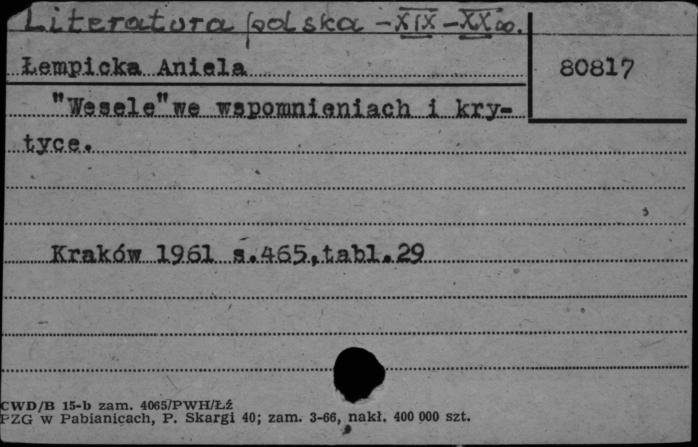 Literatura polska - XIX - XX w.
Łempicka Aniela
80817
"Wesele"we wspomnieniach i kry-
tyce.
Kraków 1961 s.465,tabl.29
CWD/B 15-b zam. 4065/PWH/Łź
PZG w Pabianicach, P. Skargi 40; zam. 3-66, nakł. 400 000 szt.